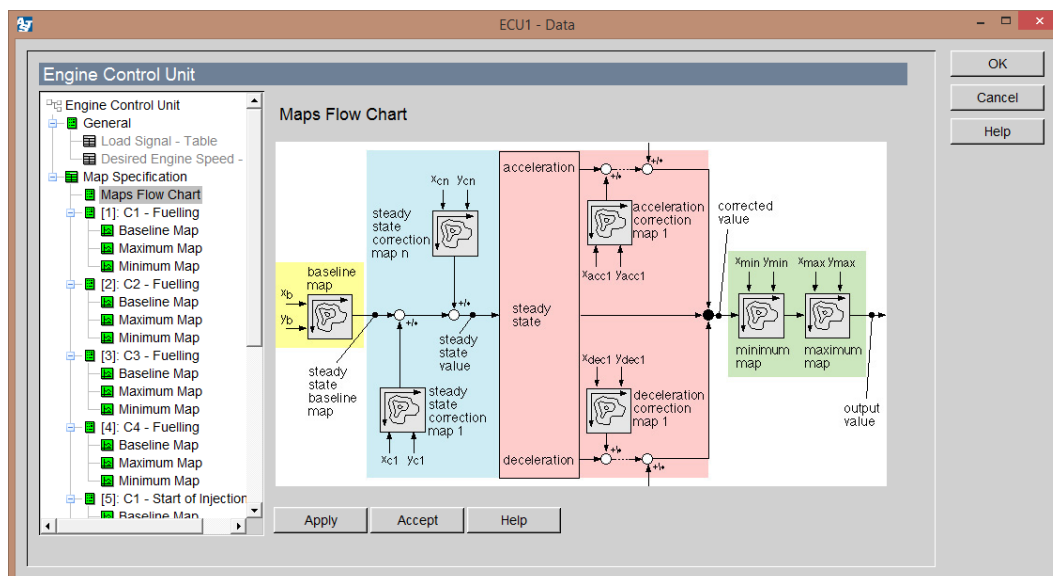 ECU1 - Data
Engine Control Unit
OK
Cancel
Help
Engine Control Unit
General
Load Signal - Table
Desired Engine Speed -
Map Specification
Maps Flow Chart
[1]: C1 - Fuelling
Baseline Map
Maximum Map
Minimum Map
[2]: C2 - Fuelling
Baseline Map
Maximum Map
Minimum Map
[3]: C3 - Fuelling
Baseline Map
Maximum Map
Minimum Map
[4]: C4 - Fuelling
Baseline Map
Maximum Map
Minimum Map
[5]: C1 - Start of Injection
Baseline Map
Maps Flow Chart
baseline
map
xb
yb
steady
state
baseline
map
xcn ycn
steady
state
correction
map n
+/•
+/•
steady
state
value
steady
state
correction
map 1
xc1 yc1
acceleration
steady
state
deceleration
+/•
+/•
acceleration
correction
map 1
xacc1 yacc1
xdec1 ydec1
deceleration
correction
map 1
+/•
+/•
corrected
value
xmin ymin
xmax ymax
minimum
map
maximum
map
output
value
Apply
Accept
Help